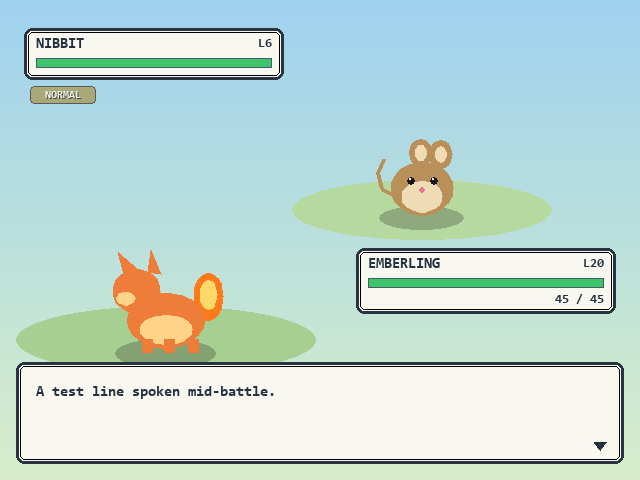 NIBBIT L6
NORMAL
EMBERLING L20
45 / 45
A test line spoken mid-battle.